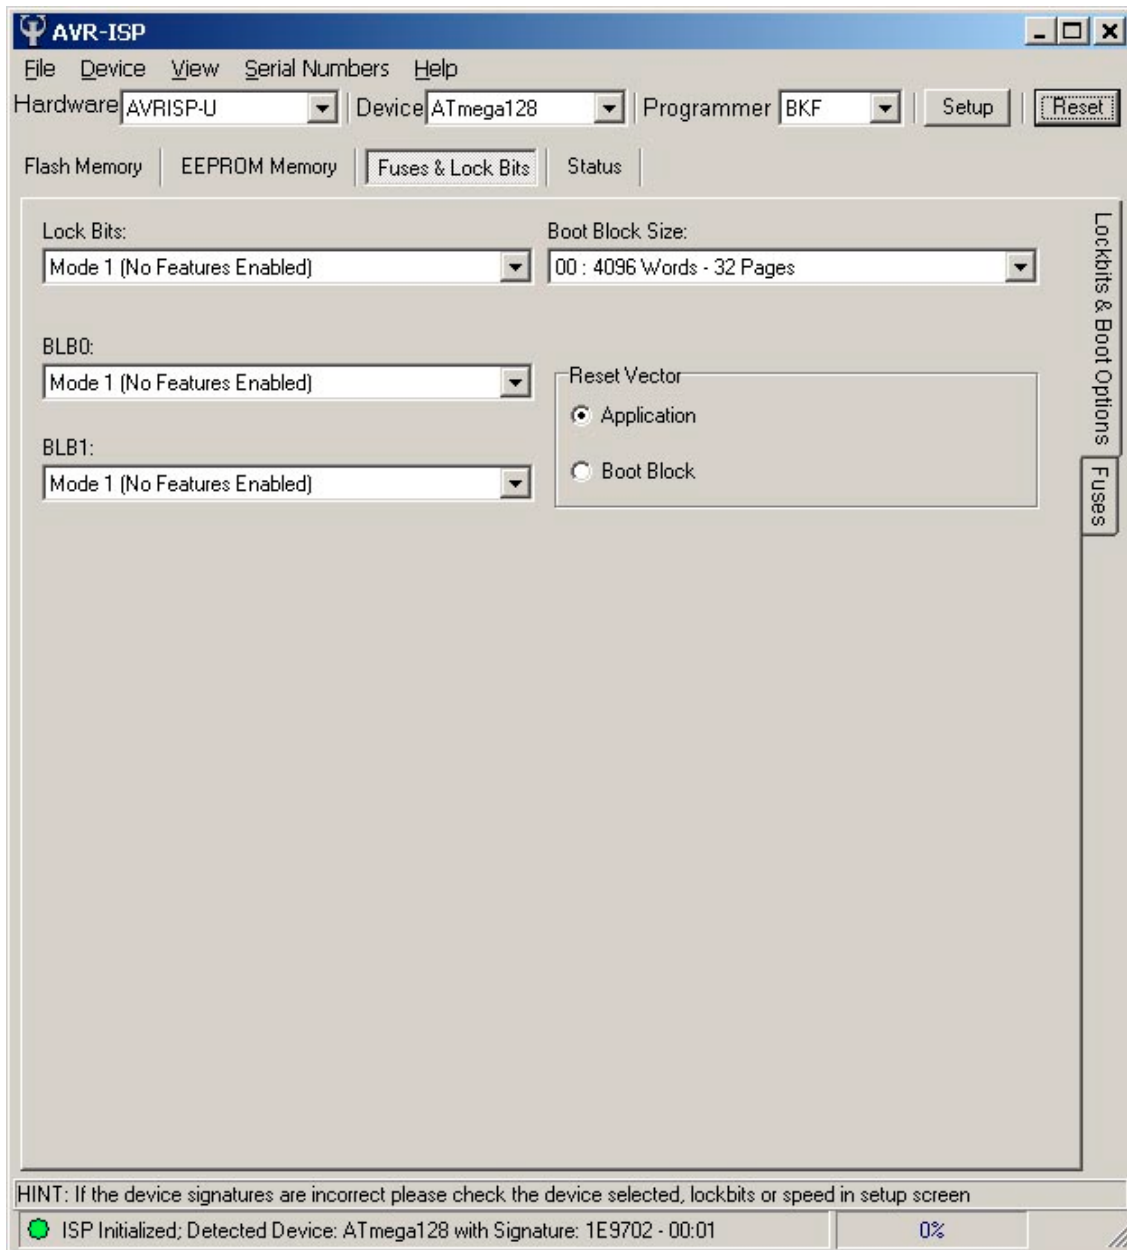 AVR-ISP
File Device View Serial Numbers Help
Hardware AVRISP-U Device ATmega128 Programmer BKF Setup Reset
Flash Memory EEPROM Memory Fuses & Lock Bits Status
Lock Bits: Boot Block Size:
Mode 1 (No Features Enabled) 00 : 4096 Words - 32 Pages
BLB0:
Mode 1 (No Features Enabled)
Reset Vector
Application
BLB1:
Mode 1 (No Features Enabled)
Boot Block
Lockbits & Boot Options
Fuses
HINT: If the device signatures are incorrect please check the device selected, lockbits or speed in setup screen
ISP Initialized; Detected Device: ATmega128 with Signature: 1E9702 - 00:01 0%